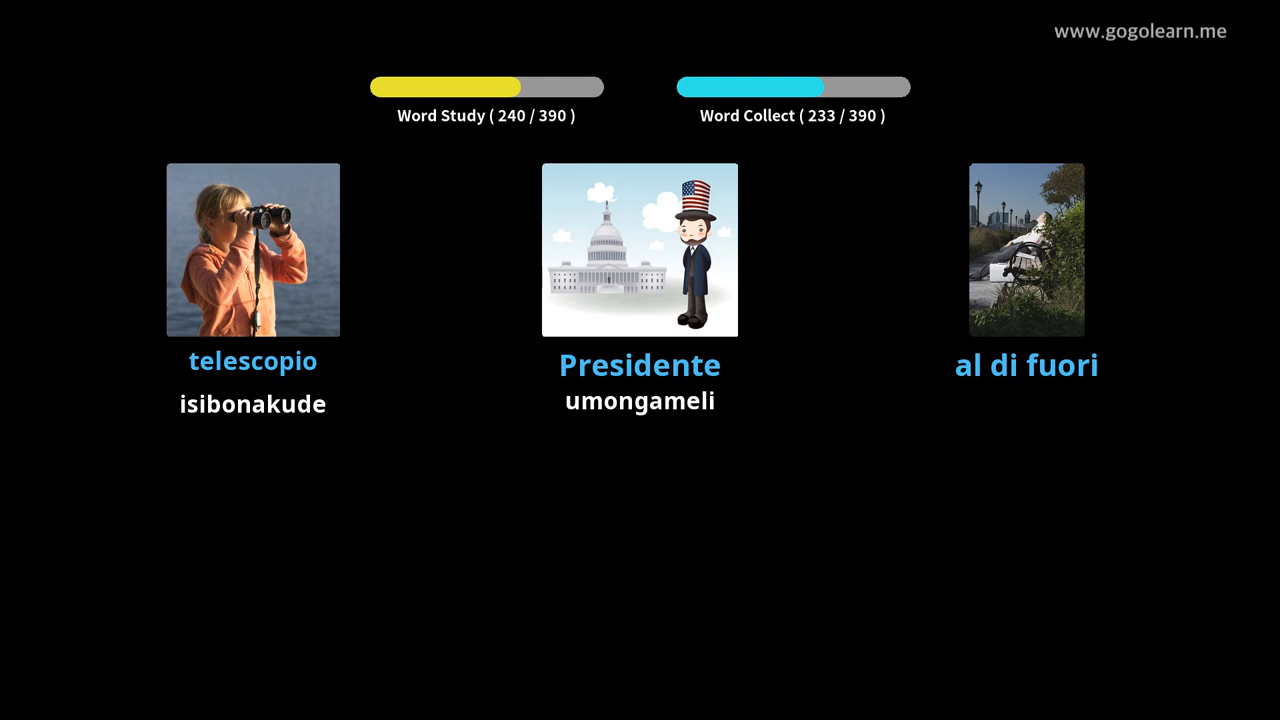 www.gogolearn.me
Word Study ( 240 / 390 )
Word Collect ( 233 / 390 )
telescopio
isibonakude
Presidente
umongameli
al di fuori